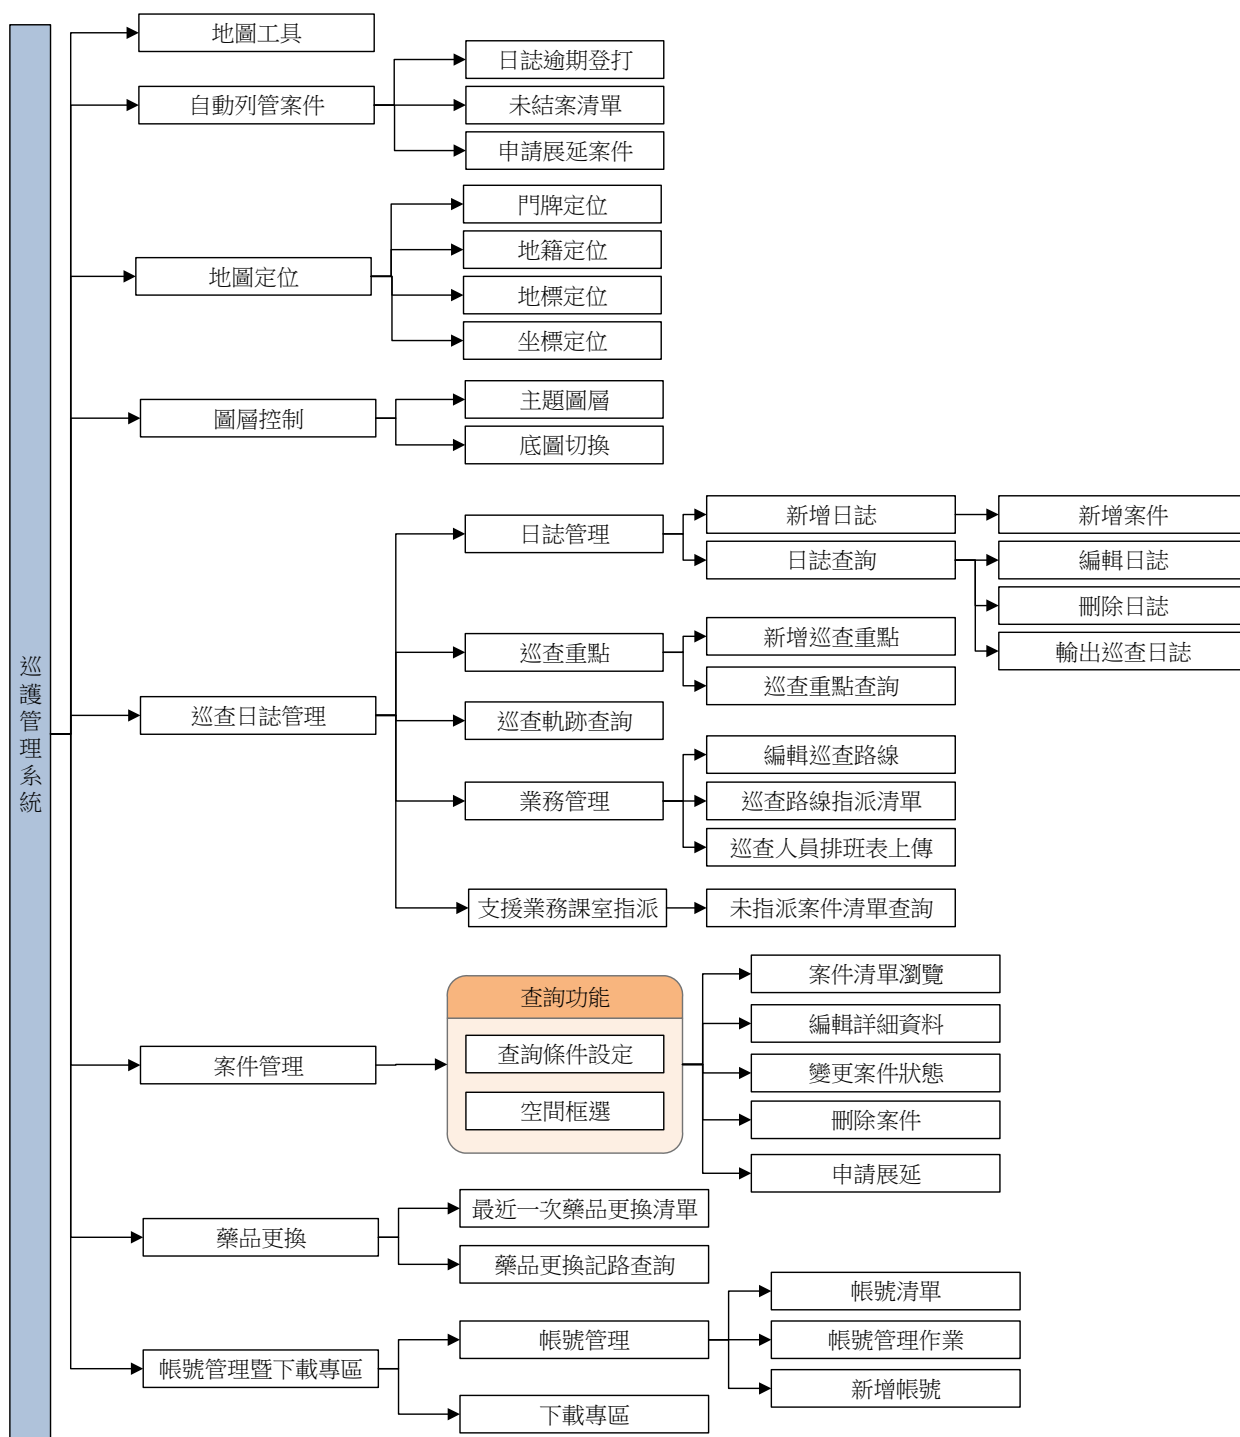 巡護管理系統
地圖工具
自動列管案件
日誌逾期登打
未結案清單
申請展延案件
地圖定位
門牌定位
地籍定位
地標定位
坐標定位
圖層控制
主題圖層
底圖切換
巡查日誌管理
日誌管理
新增日誌
新增案件
日誌查詢
編輯日誌
刪除日誌
輸出巡查日誌
巡查重點
新增巡查重點
巡查重點查詢
巡查軌跡查詢
業務管理
編輯巡查路線
巡查路線指派清單
巡查人員排班表上傳
支援業務課室指派
未指派案件清單查詢
案件管理
查詢功能
查詢條件設定
空間框選
案件清單瀏覽
編輯詳細資料
變更案件狀態
刪除案件
申請展延
藥品更換
最近一次藥品更換清單
藥品更換記路查詢
帳號管理暨下載專區
帳號管理
帳號清單
帳號管理作業
新增帳號
下載專區